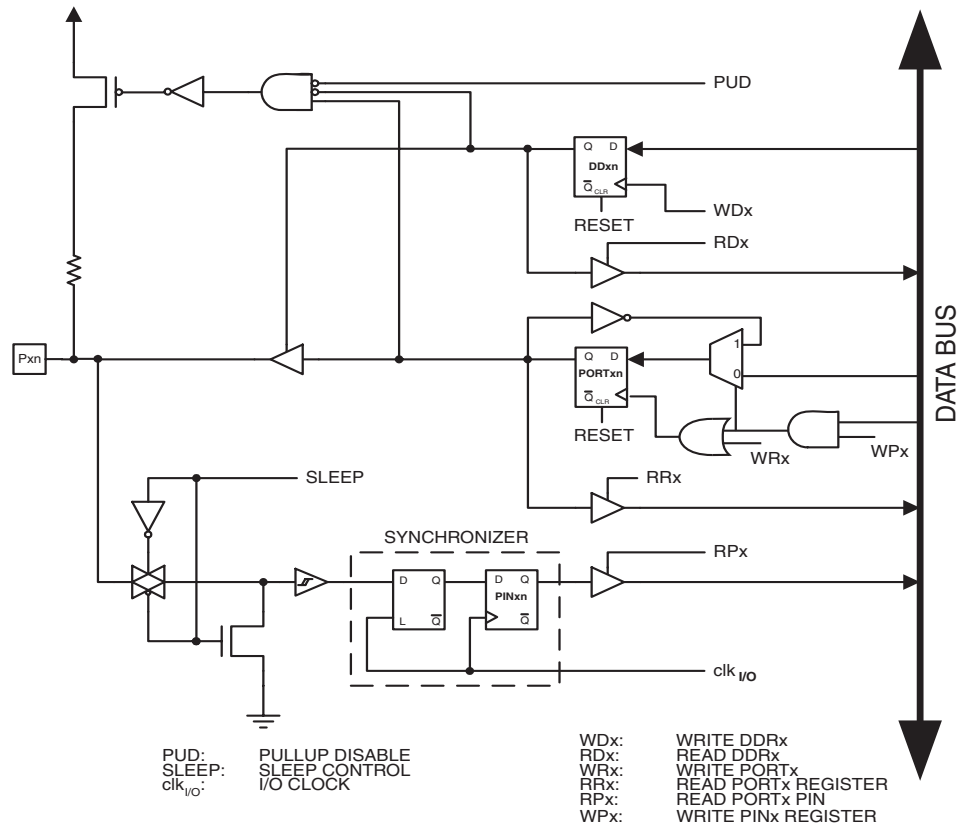 PUD
Q D
DDxn
Q CLR
WDx
RESET
RDx
Pxn
1
Q D
0
PORTxn
Q CLR
RESET
WRx
WPx
DATA BUS
SLEEP
RRx
SYNCHRONIZER
RPx
D Q
D Q
PINxn
L Q
Q
clk I/O
PUD: PULLUP DISABLE
SLEEP: SLEEP CONTROL
clkI/O: I/O CLOCK
WDx: WRITE DDRx
RDx: READ DDRx
WRx: WRITE PORTx
RRx: READ PORTx REGISTER
RPx: READ PORTx PIN
WPx: WRITE PINx REGISTER